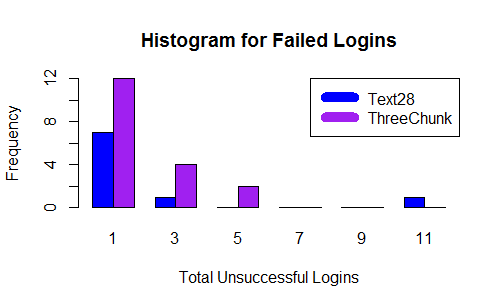 Histogram for Failed Logins
Frequency
12
8
4
0
Text28
ThreeChunk
1 3 5 7 9 11
Total Unsuccessful Logins